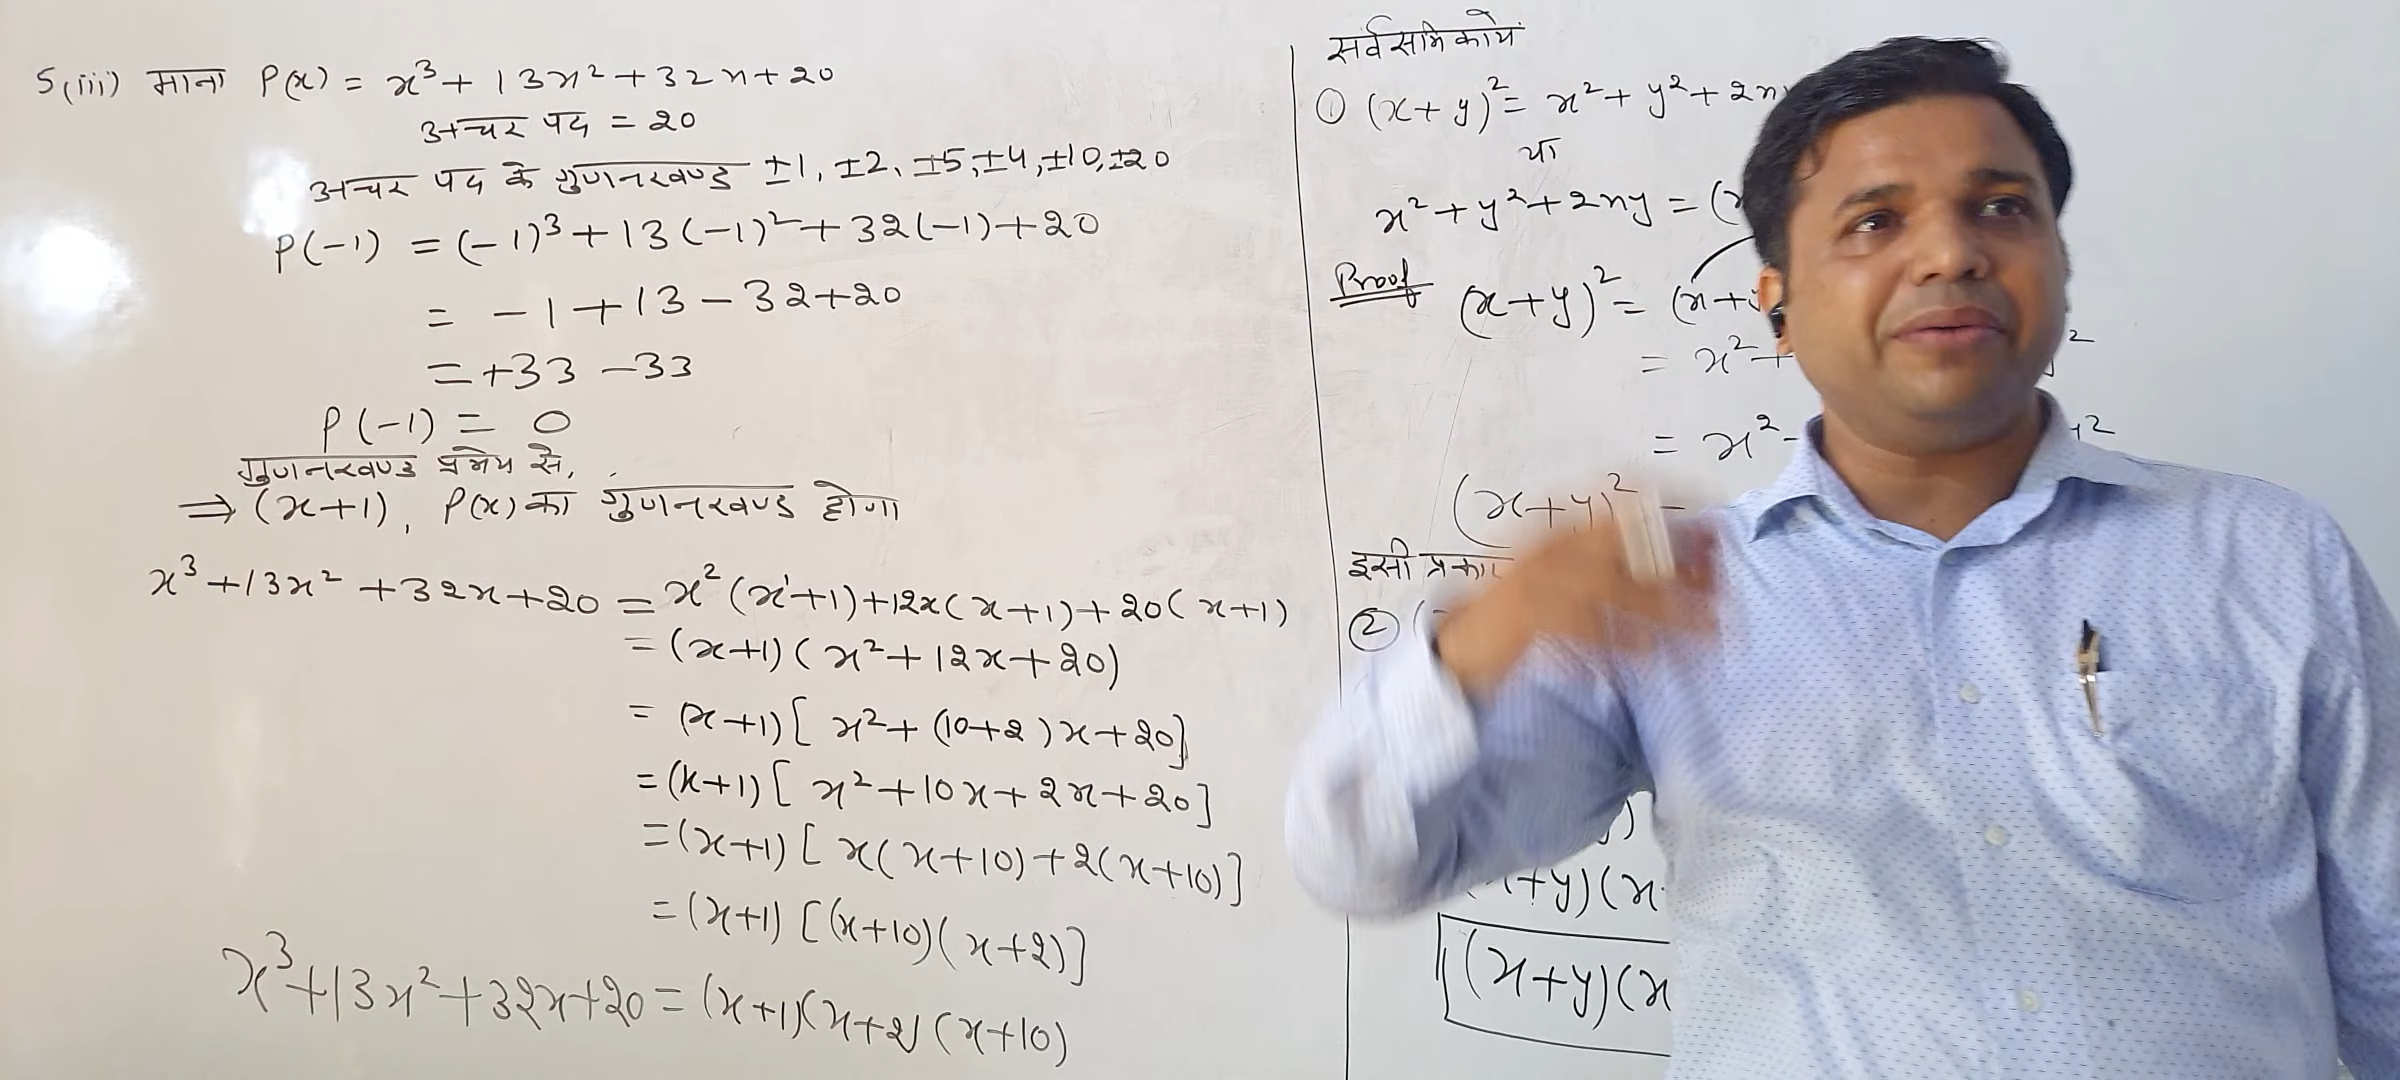 5(iii) माना P(x) = x³ + 13x² + 32x + 20
अचर पद = 20
अचर पद के गुणनखण्ड ±1, ±2, ±5, ±4, ±10, ±20
P(-1) = (-1)³ + 13(-1)² + 32(-1) + 20
= -1 + 13 - 32 + 20
= +33 - 33
P(-1) = 0
गुणनखण्ड प्रमेय से,
⇒ (x+1), P(x) का गुणनखण्ड होगा
x³ + 13x² + 32x + 20 = x²(x+1) + 12x(x+1) + 20(x+1)
= (x+1)(x² + 12x + 20)
= (x+1)[x² + (10+2)x + 20]
= (x+1)[x² + 10x + 2x + 20]
= (x+1)[x(x+10) + 2(x+10)]
= (x+1)[(x+10)(x+2)]
x³ + 13x² + 32x + 20 = (x+1)(x+2)(x+10)
सर्वसमिकायें
① (x+y)² = x² + y² + 2x
या
x² + y² + 2xy = (x
Proof (x+y)² = (x+y
= x² + ²
= x² - y²
(x+y)² =
इसी प्रकार
② (
)
+y)(x
(x+y)(x